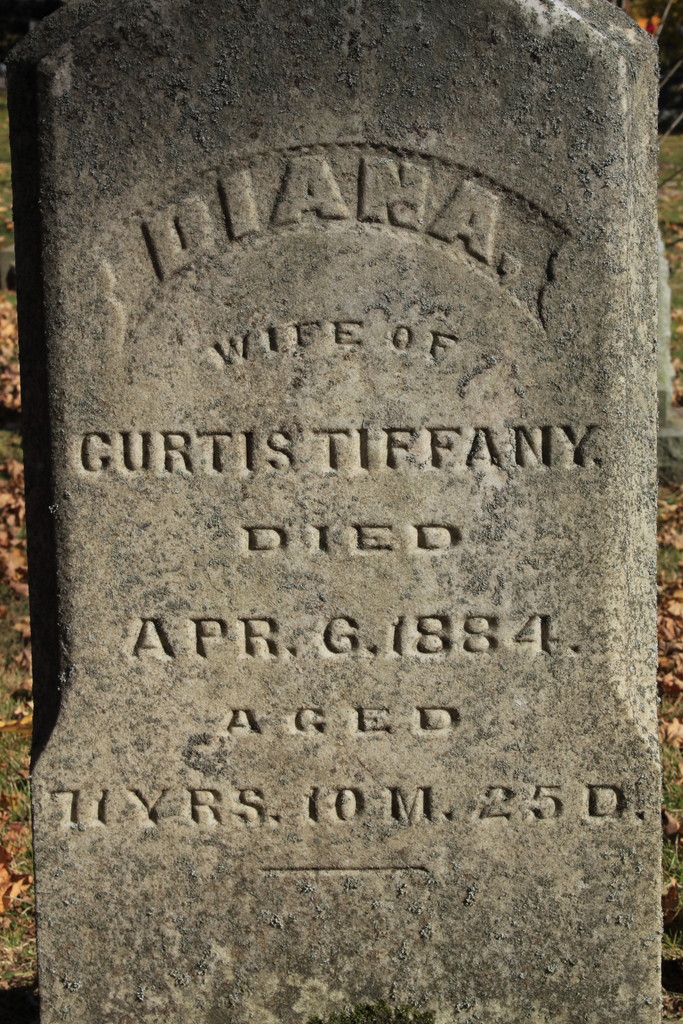 DIANA.
WIFE OF
CURTIS TIFFANY.
DIED
APR. 6. 1884.
AGED
71 YRS. 10 M. 25 D.